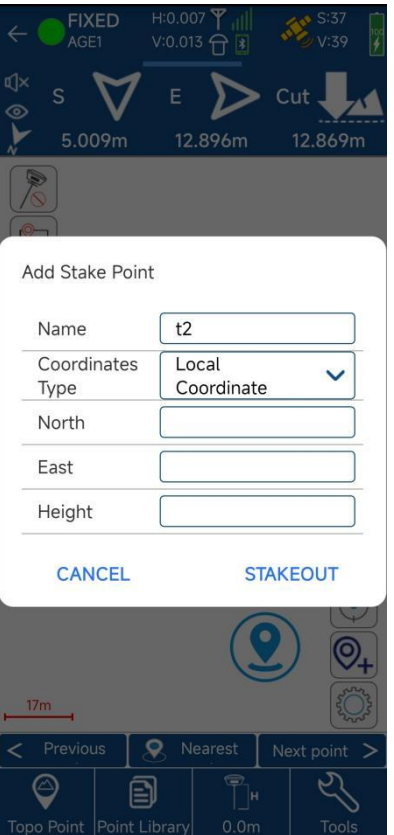 FIXED H:0.007 S:37
AGE1 V:0.013 V:39
100
S E Cut
5.009m 12.896m 12.869m
N
Add Stake Point
Name t2
Coordinates Type Local Coordinate
North
East
Height
CANCEL STAKEOUT
17m
< Previous Nearest Next point >
H
Topo Point Point Library 0.0m Tools